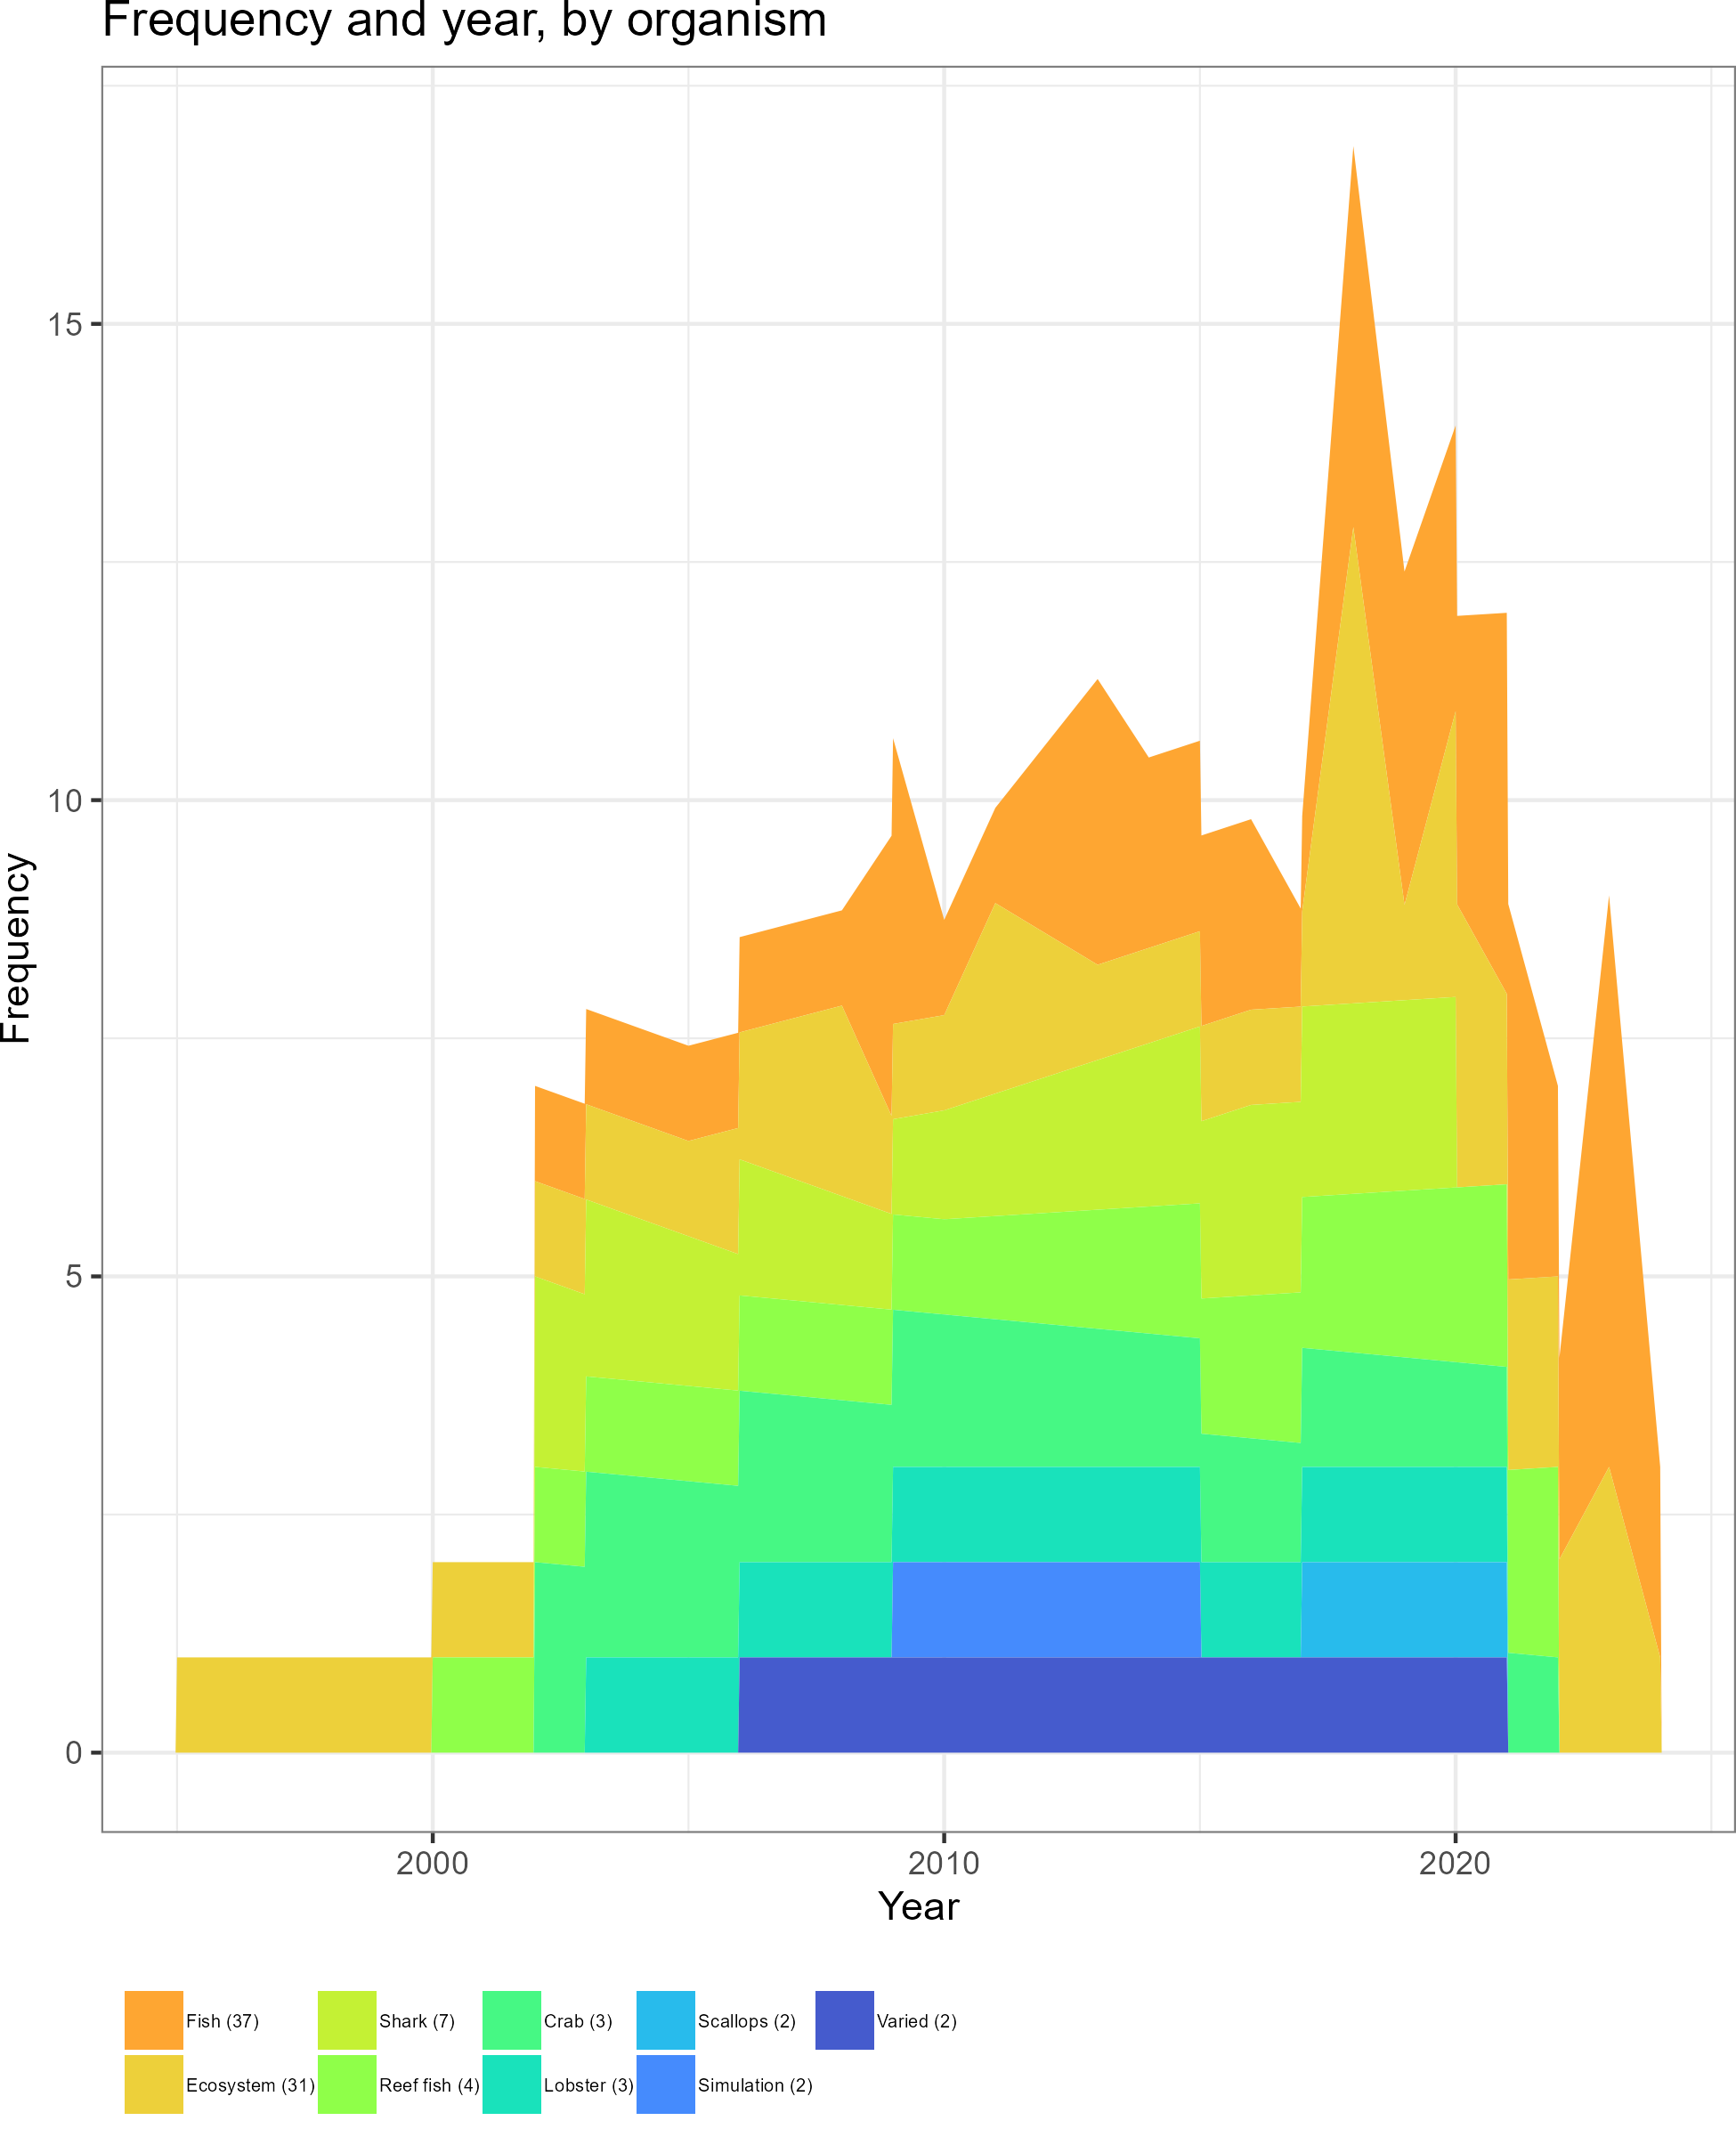 Frequency and year, by organism
Frequency
15
10
5
0
2000 2010 2020
Year
Fish (37) Shark (7) Crab (3) Scallops (2) Varied (2)
Ecosystem (31) Reef fish (4) Lobster (3) Simulation (2)